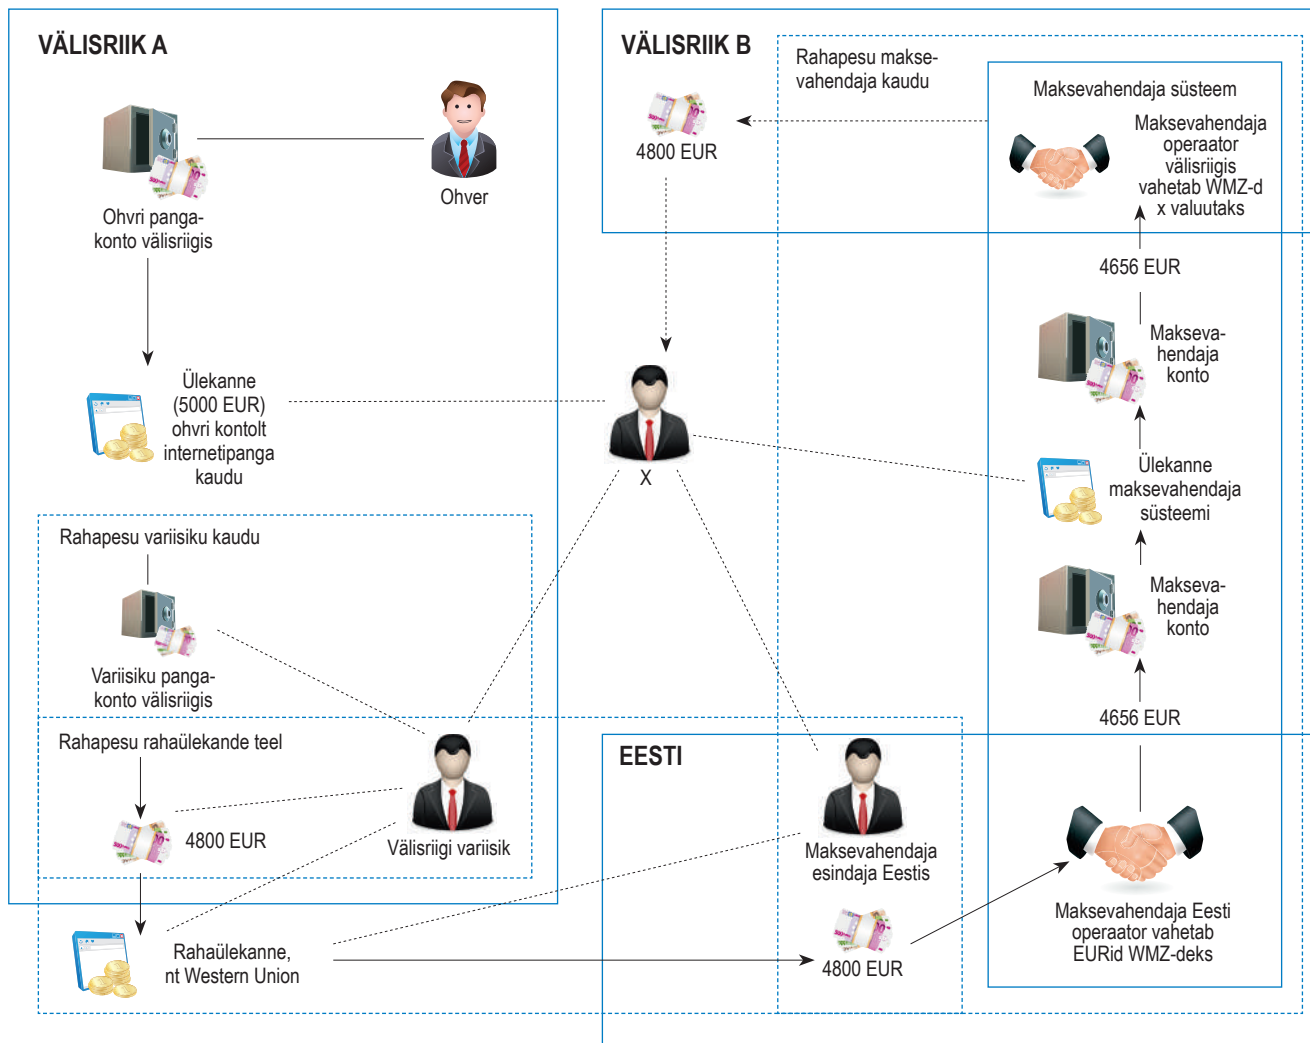 VÄLISRIIK A
Ohver
Ohvri panga-
konto välisriigis
Ülekanne
(5000 EUR)
ohvri kontolt
internetipanga
kaudu
Rahapesu variisiku kaudu
Variisiku panga-
konto välisriigis
Rahapesu rahaülekande teel
4800 EUR
Välisriigi variisik
Rahaülekanne,
nt Western Union
X
VÄLISRIIK B
4800 EUR
Rahapesu makse-
vahendaja kaudu
Maksevahendaja süsteem
Maksevahendaja
operaator
välisriigis
vahetab WMZ-d
x valuutaks
4656 EUR
Makseva-
hendaja
konto
Ülekanne
maksevahendaja
süsteemi
Makseva-
hendaja
konto
4656 EUR
EESTI
Maksevahendaja
esindaja Eestis
4800 EUR
Maksevahendaja Eesti
operaator vahetab
EURid WMZ-deks